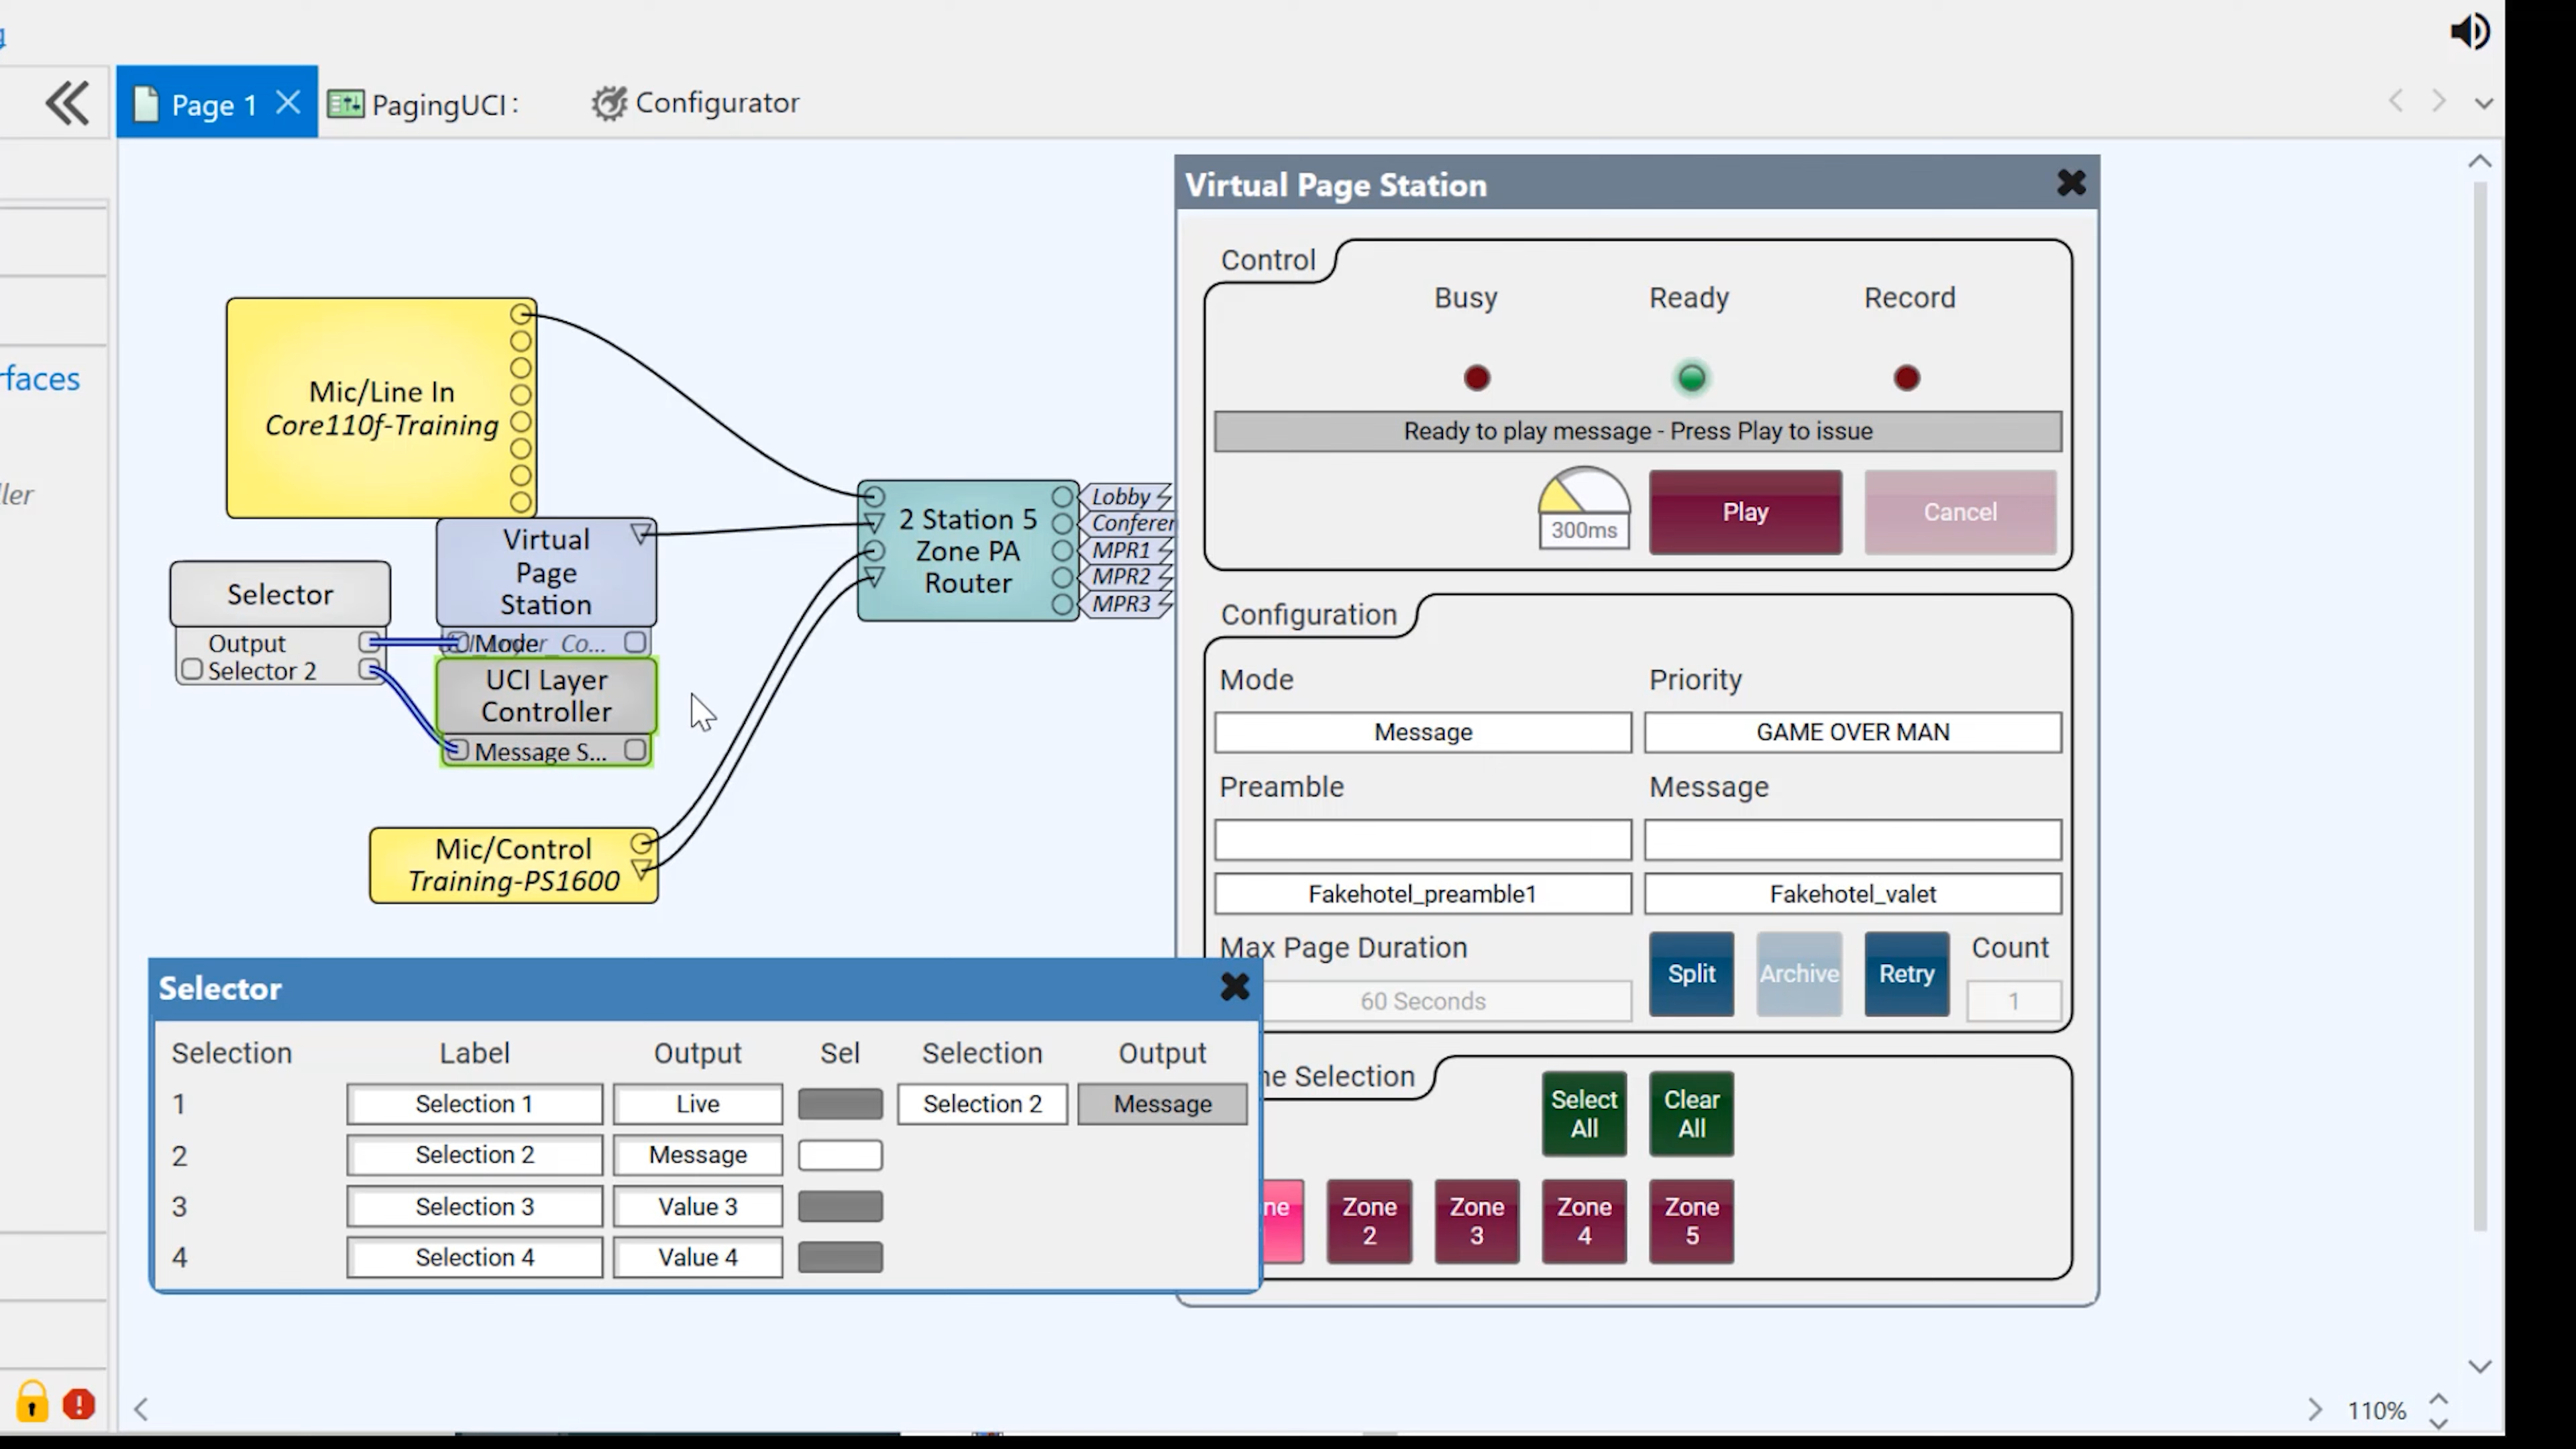 Page 1
PagingUCI :
Configurator
rfaces
ller
Mic/Line In
Core110f-Training
Virtual
Page
Station
Selector
Output
Selector 2
Mode
UCI Layer
Controller
Message S...
Mic/Control
Training-PS1600
2 Station 5
Zone PA
Router
Lobby
Conferen
MPR1
MPR2
MPR3
Virtual Page Station
Control
Busy Ready Record
Ready to play message - Press Play to issue
300ms
Play
Cancel
Configuration
Mode Priority
Message GAME OVER MAN
Preamble Message
Fakehotel_preamble1 Fakehotel_valet
Max Page Duration
60 Seconds
Split
Archive
Retry
Count
1
ne Selection
Select
All
Clear
All
ne
Zone
2
Zone
3
Zone
4
Zone
5
Selector
Selection Label Output Sel Selection Output
1 Selection 1 Live Selection 2 Message
2 Selection 2 Message
3 Selection 3 Value 3
4 Selection 4 Value 4
110%